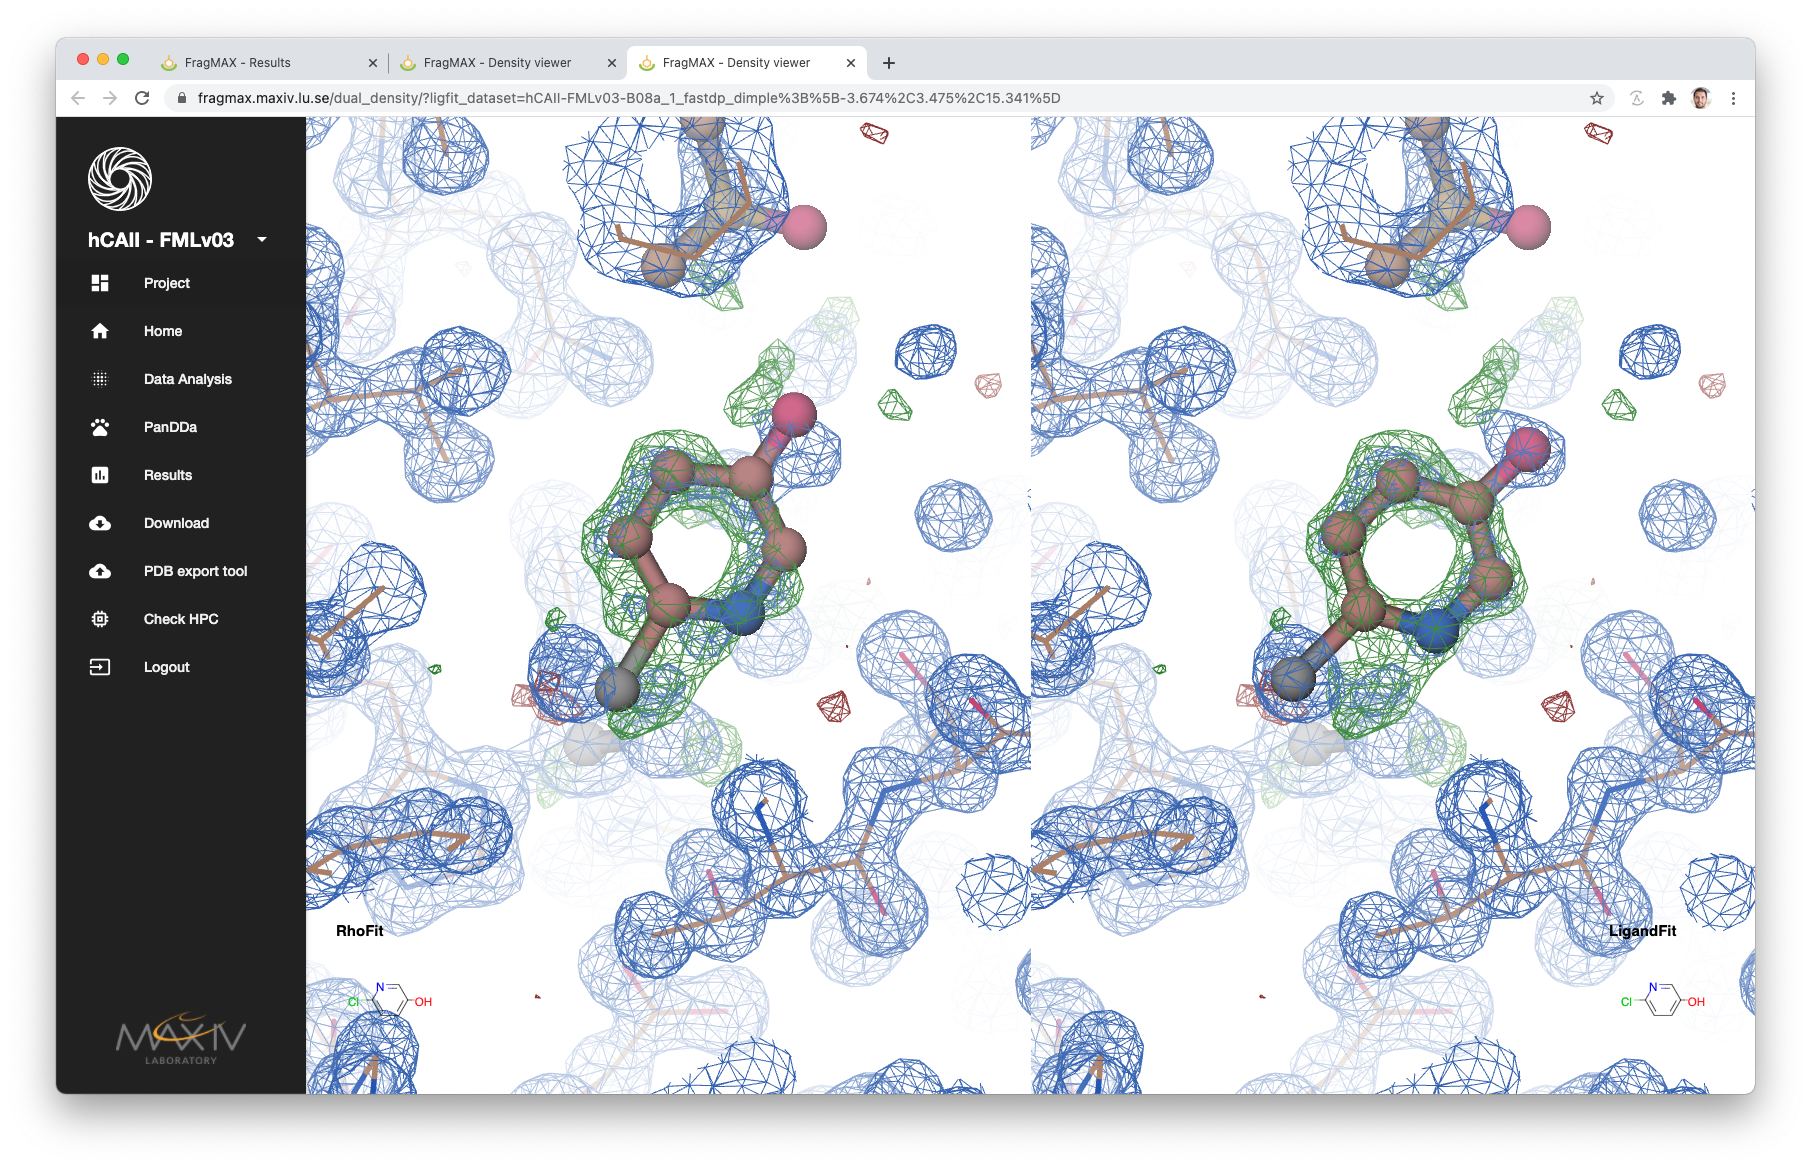 FragMAX - Results
FragMAX - Density viewer
FragMAX - Density viewer
fragmax.maxiv.lu.se/dual_density/?ligfit_dataset=hCAII-FMLv03-B08a_1_fastdp_dimple%3B%5B-3.674%2C3.475%2C15.341%5D
hCAII - FMLv03
Project
Home
Data Analysis
PanDDa
Results
Download
PDB export tool
Check HPC
Logout
MAX IV
LABORATORY
RhoFit
N
Cl
OH
LigandFit
N
Cl
OH